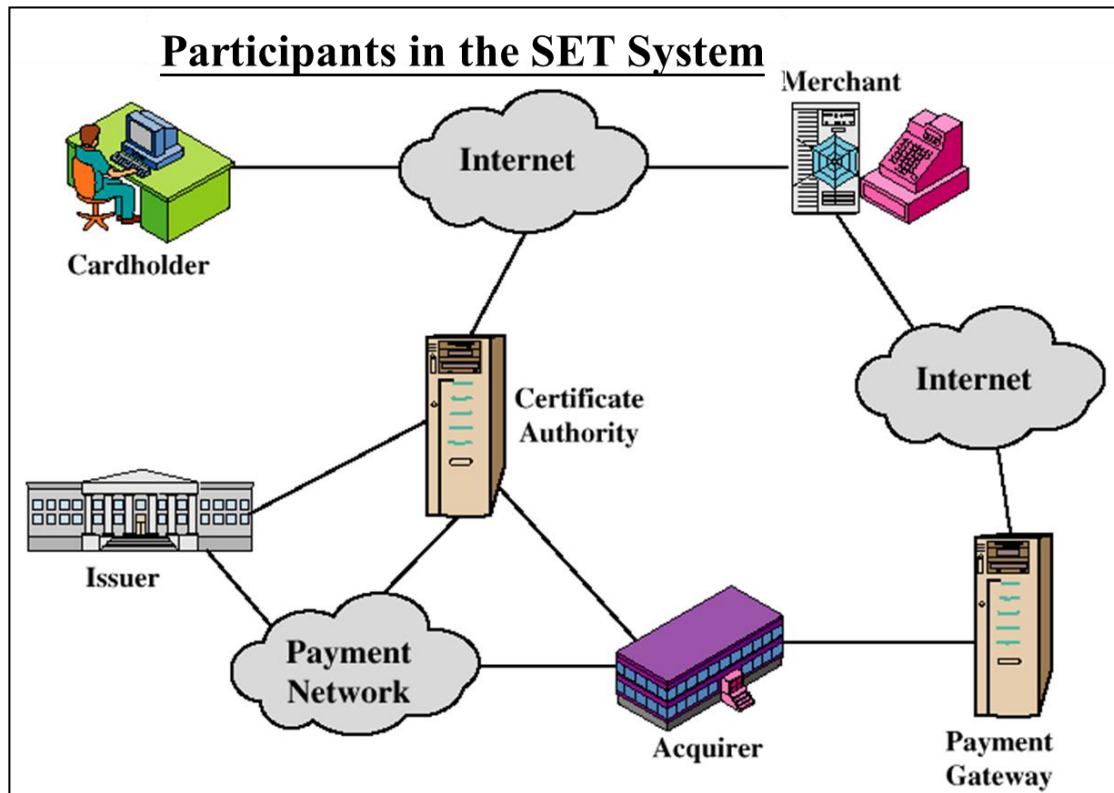 Participants in the SET System
Merchant
Internet
Cardholder
Certificate
Authority
Internet
Issuer
Payment
Network
Acquirer
Payment
Gateway